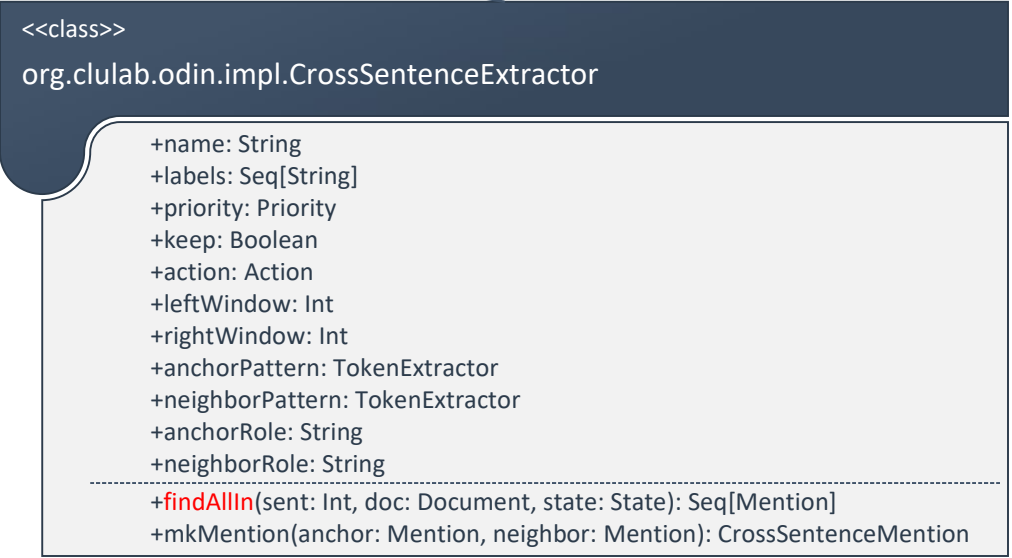 <<class>>
org.clulab.odin.impl.CrossSentenceExtractor
+name: String
+labels: Seq[String]
+priority: Priority
+keep: Boolean
+action: Action
+leftWindow: Int
+rightWindow: Int
+anchorPattern: TokenExtractor
+neighborPattern: TokenExtractor
+anchorRole: String
+neighborRole: String
+findAllIn(sent: Int, doc: Document, state: State): Seq[Mention]
+mkMention(anchor: Mention, neighbor: Mention): CrossSentenceMention